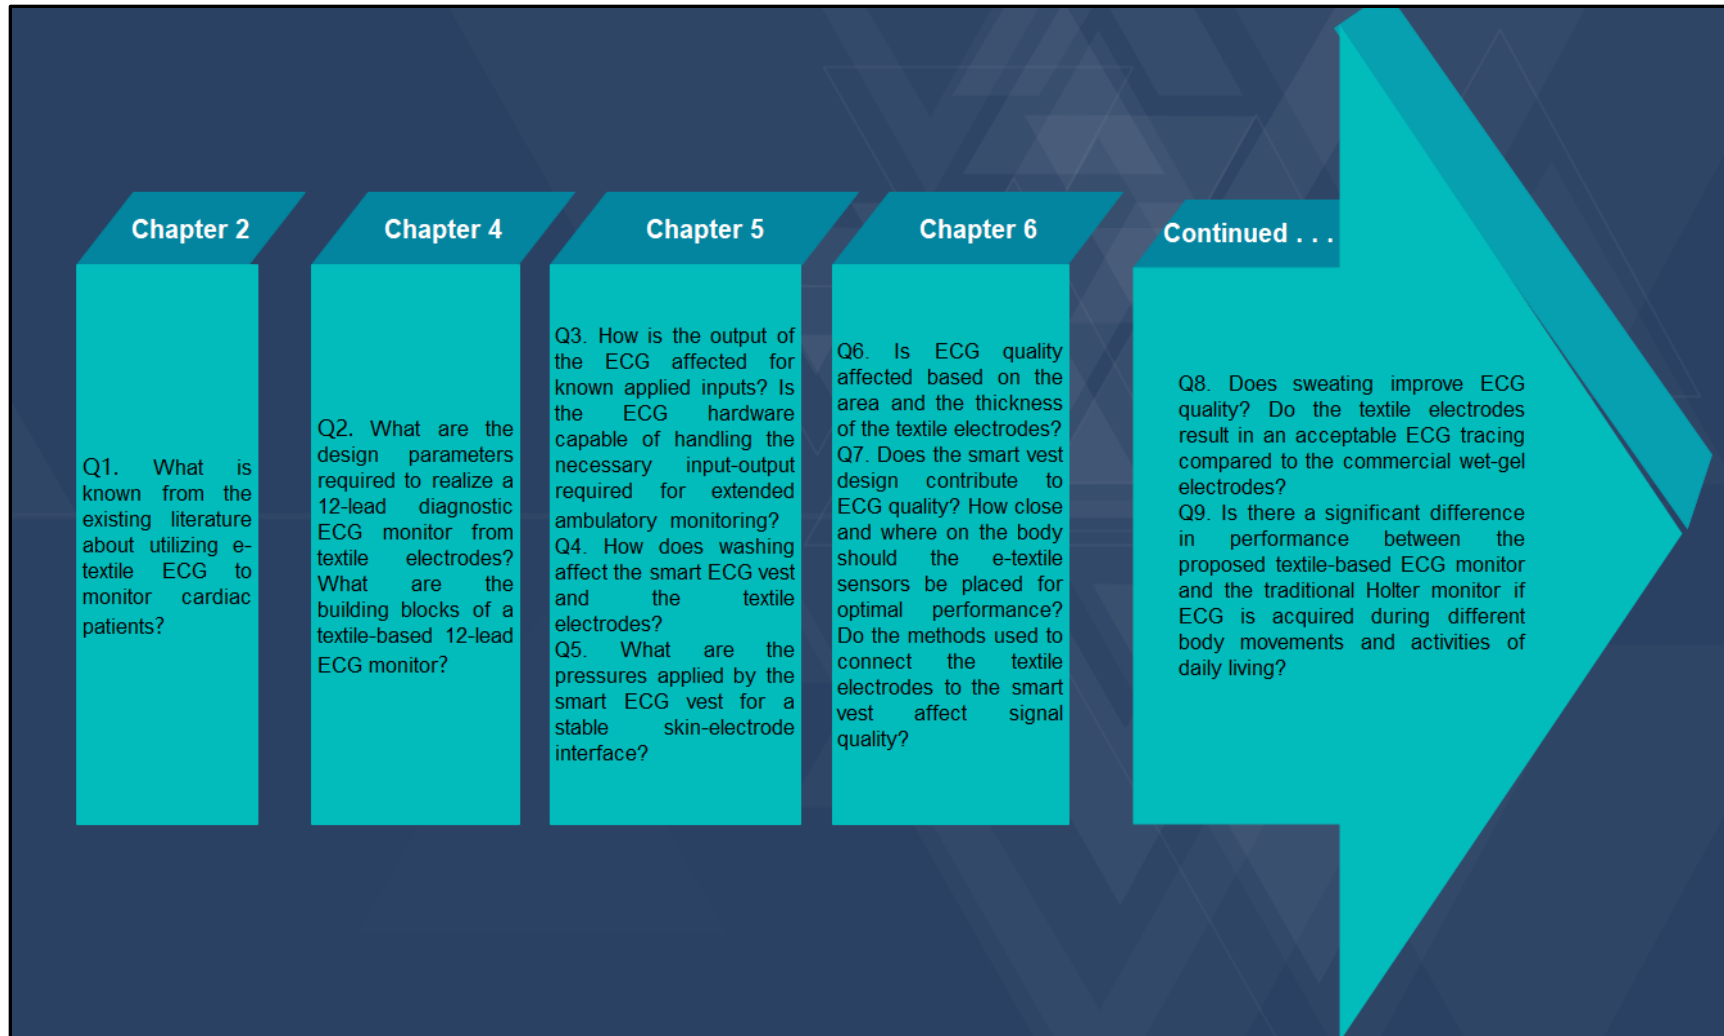 Chapter 2
Q1. What is
known from the
existing literature
about utilizing e-
textile ECG to
monitor cardiac
patients?
Chapter 4
Q2. What are the
design parameters
required to realize a
12-lead diagnostic
ECG monitor from
textile electrodes?
What are the
building blocks of a
textile-based 12-lead
ECG monitor?
Chapter 5
Q3. How is the output of
the ECG affected for
known applied inputs? Is
the ECG hardware
capable of handling the
necessary input-output
required for extended
ambulatory monitoring?
Q4. How does washing
affect the smart ECG vest
and the textile
electrodes?
Q5. What are the
pressures applied by the
smart ECG vest for a
stable skin-electrode
interface?
Chapter 6
Q6. Is ECG quality
affected based on the
area and the thickness
of the textile electrodes?
Q7. Does the smart vest
design contribute to
ECG quality? How close
and where on the body
should the e-textile
sensors be placed for
optimal performance?
Do the methods used to
connect the textile
electrodes to the smart
vest affect signal
quality?
Continued . . .
Q8. Does sweating improve ECG
quality? Do the textile electrodes
result in an acceptable ECG tracing
compared to the commercial wet-gel
electrodes?
Q9. Is there a significant difference
in performance between the
proposed textile-based ECG monitor
and the traditional Holter monitor if
ECG is acquired during different
body movements and activities of
daily living?